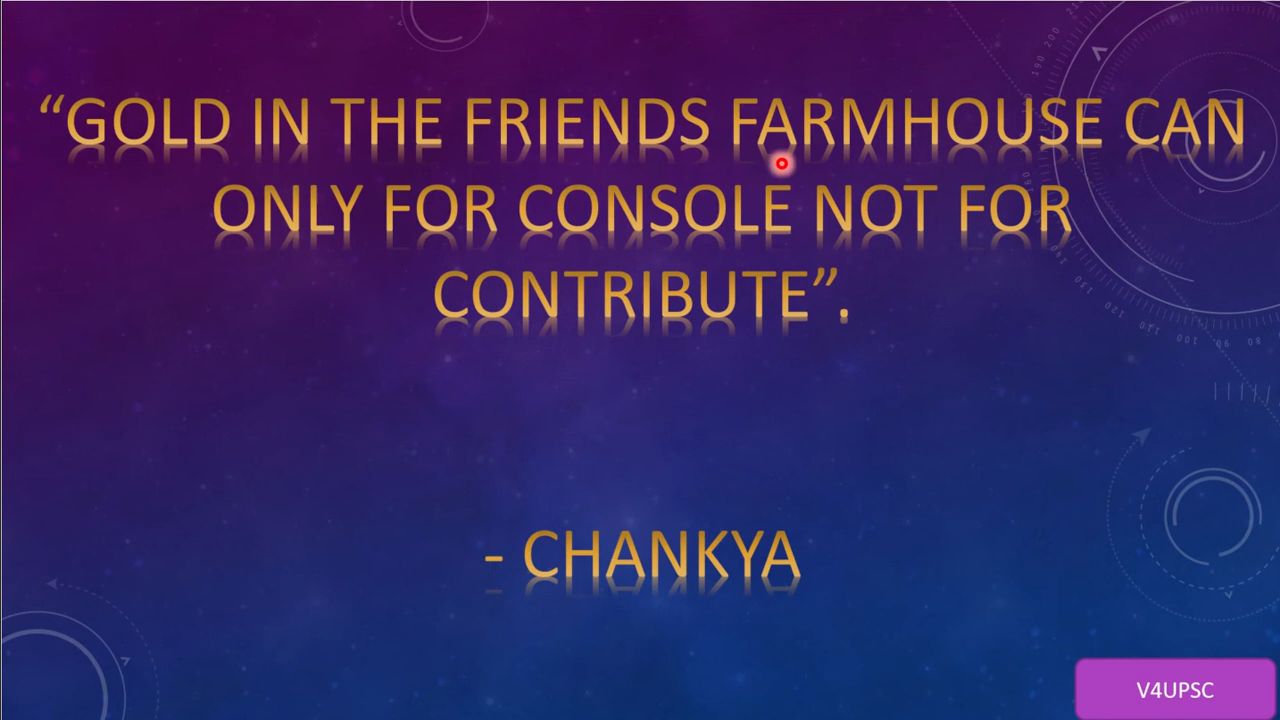 “GOLD IN THE FRIENDS FARMHOUSE CAN
ONLY FOR CONSOLE NOT FOR
CONTRIBUTE”.
- CHANKYA
V4UPSC